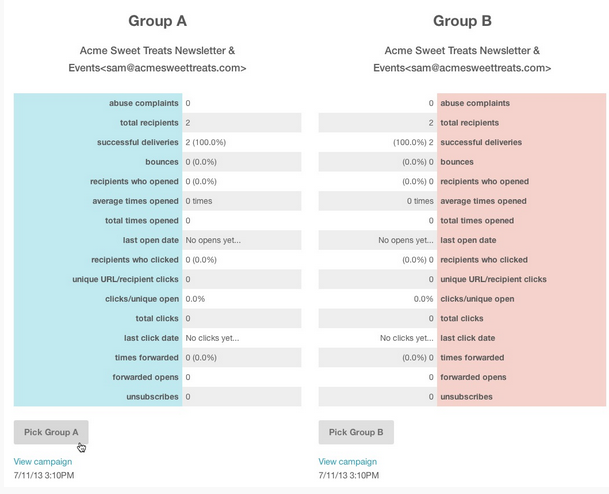 Group A
Acme Sweet Treats Newsletter &
Events<sam@acmesweettreats.com>
abuse complaints 0
total recipients 2
successful deliveries 2 (100.0%)
bounces 0 (0.0%)
recipients who opened 0 (0.0%)
average times opened 0 times
total times opened 0
last open date No opens yet...
recipients who clicked 0 (0.0%)
unique URL/recipient clicks 0
clicks/unique open 0.0%
total clicks 0
last click date No clicks yet...
times forwarded 0 (0.0%)
forwarded opens 0
unsubscribes 0
Pick Group A
View campaign
7/11/13 3:10PM
Group B
Acme Sweet Treats Newsletter &
Events<sam@acmesweettreats.com>
0 abuse complaints
2 total recipients
(100.0%) 2 successful deliveries
(0.0%) 0 bounces
(0.0%) 0 recipients who opened
0 times average times opened
0 total times opened
No opens yet... last open date
(0.0%) 0 recipients who clicked
0 unique URL/recipient clicks
0.0% clicks/unique open
0 total clicks
No clicks yet... last click date
(0.0%) 0 times forwarded
0 forwarded opens
0 unsubscribes
Pick Group B
View campaign
7/11/13 3:10PM